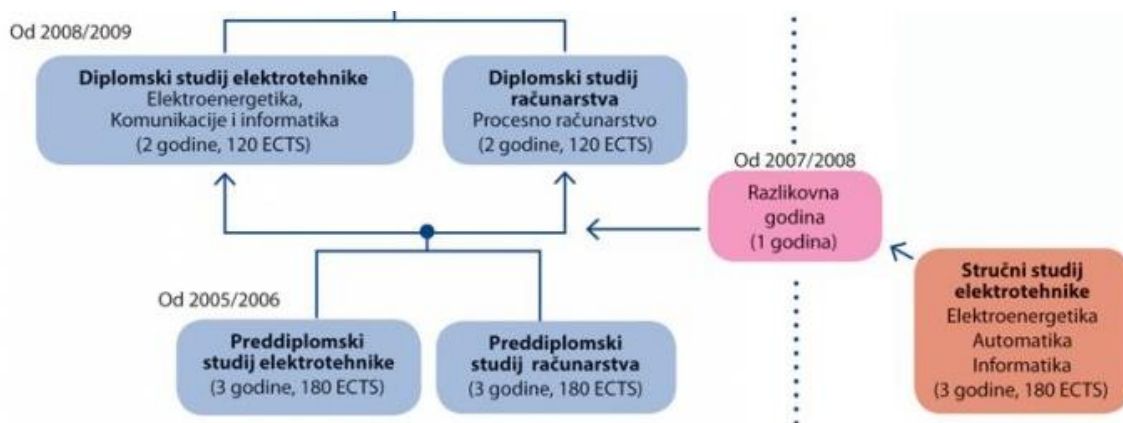 Od 2008/2009
Diplomski studij elektrotehnike
Elektroenergetika,
Komunikacije i informatika
(2 godine, 120 ECTS)
Diplomski studij
računarstva
Procesno računarstvo
(2 godine, 120 ECTS)
Od 2007/2008
Razlikovna
godina
(1 godina)
Stručni studij
elektrotehnike
Elektroenergetika
Automatika
Informatika
(3 godine, 180 ECTS)
Od 2005/2006
Preddiplomski
studij elektrotehnike
(3 godine, 180 ECTS)
Preddiplomski
studij računarstva
(3 godine, 180 ECTS)